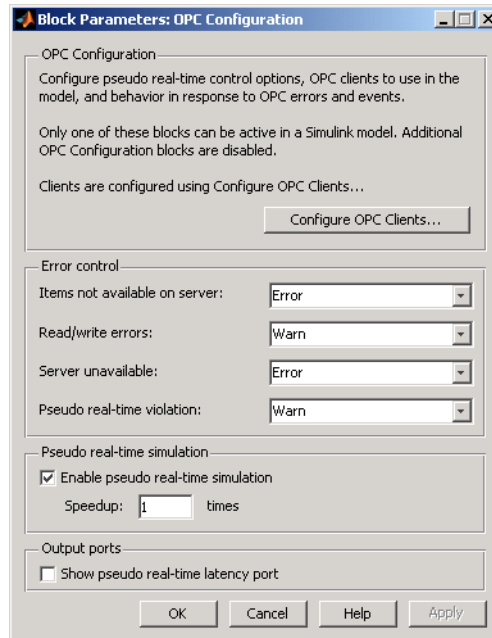 Block Parameters: OPC Configuration
OPC Configuration
Configure pseudo real-time control options, OPC clients to use in the
model, and behavior in response to OPC errors and events.
Only one of these blocks can be active in a Simulink model. Additional
OPC Configuration blocks are disabled.
Clients are configured using Configure OPC Clients...
Configure OPC Clients...
Error control
Items not available on server: Error
Read/write errors: Warn
Server unavailable: Error
Pseudo real-time violation: Warn
Pseudo real-time simulation
Enable pseudo real-time simulation
Speedup: 1 times
Output ports
Show pseudo real-time latency port
OK Cancel Help Apply